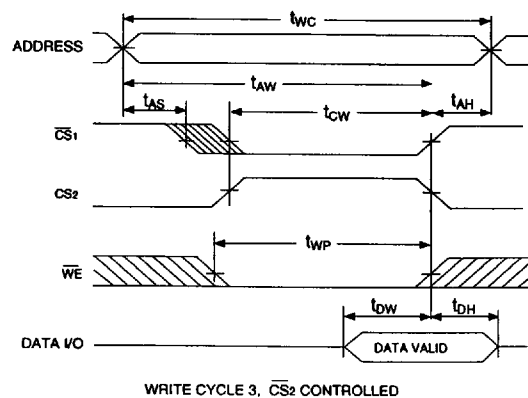 tWC
ADDRESS
tAW
tAS
tCW
tAH
CS1
CS2
tWP
WE
tDW
tDH
DATA I/O
DATA VALID
WRITE CYCLE 3, CS2 CONTROLLED